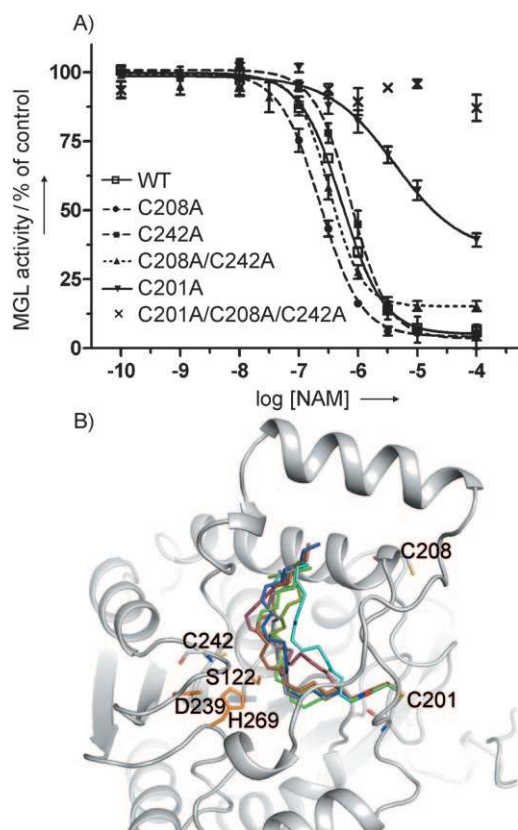 A)
100
75
50
25
0
MGL activity / % of control
WT
C208A
C242A
C208A/C242A
C201A
C201A/C208A/C242A
-10 -9 -8 -7 -6 -5 -4
log [NAM]
B)
C208
C242
S122
C201
D239
H269